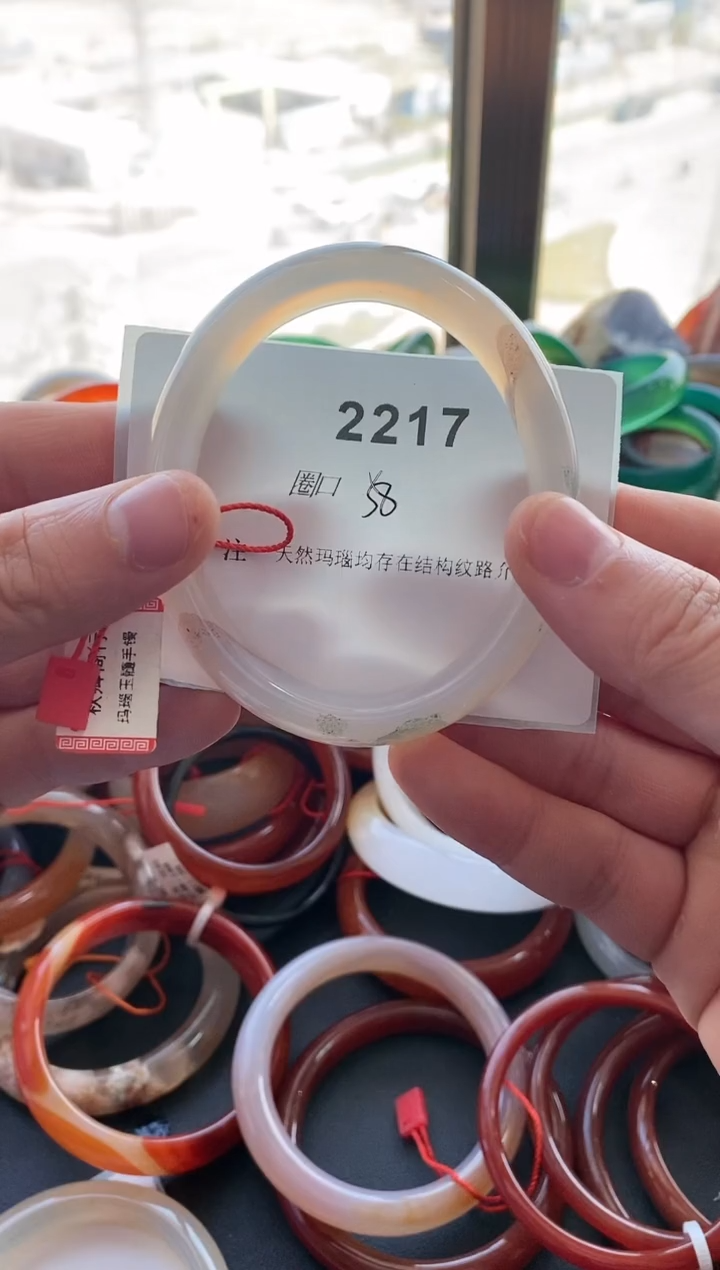 2217
圈口 58
注 天然玛瑙均存在结构纹路介
玛瑙玉髓手镯